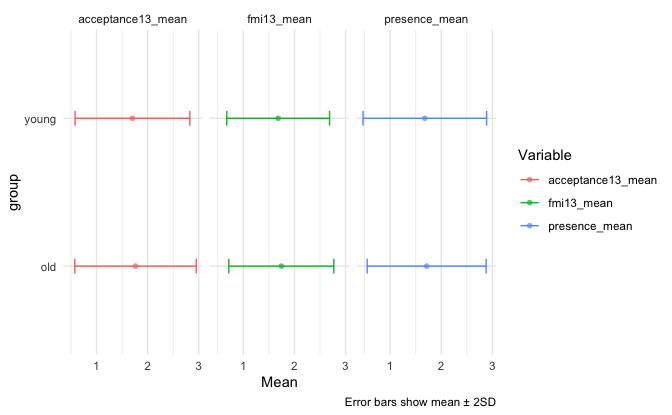 acceptance13_mean fmi13_mean presence_mean
young
old
group
1 2 3 1 2 3 1 2 3
Mean
Error bars show mean ± 2SD
Variable
acceptance13_mean
fmi13_mean
presence_mean